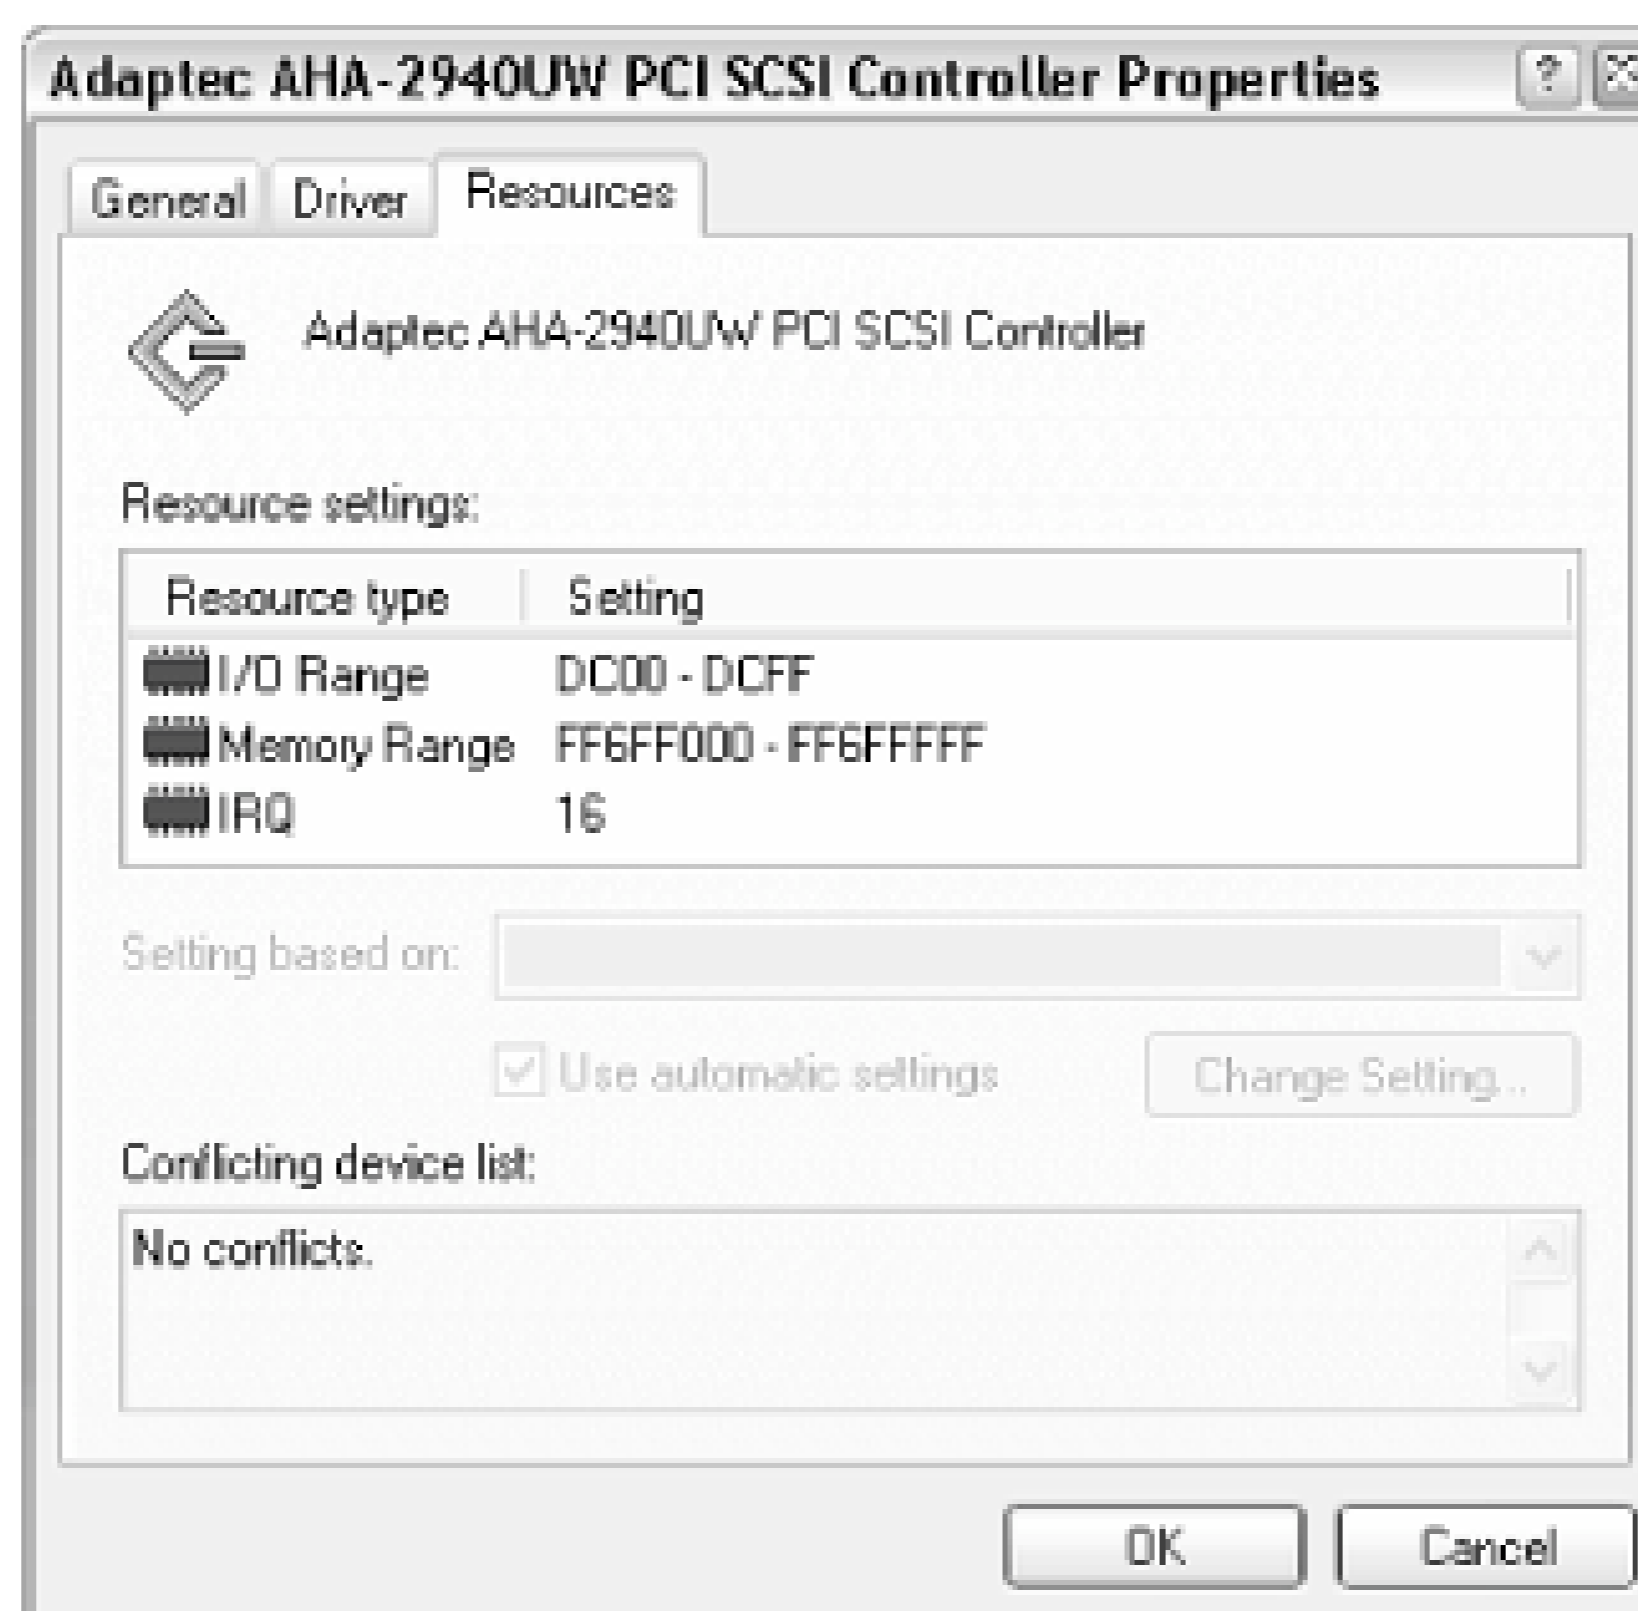 Adaptec AHA-2940UW PCI SCSI Controller Properties
General Driver Resources
Adaptec AHA-2940UW PCI SCSI Controller
Resource settings:
Resource type Setting
I/O Range DC00 - DCFF
Memory Range FF6FF000 - FF6FFFFF
IRQ 16
Setting based on:
Use automatic settings Change Setting...
Conflicting device list:
No conflicts.
OK Cancel